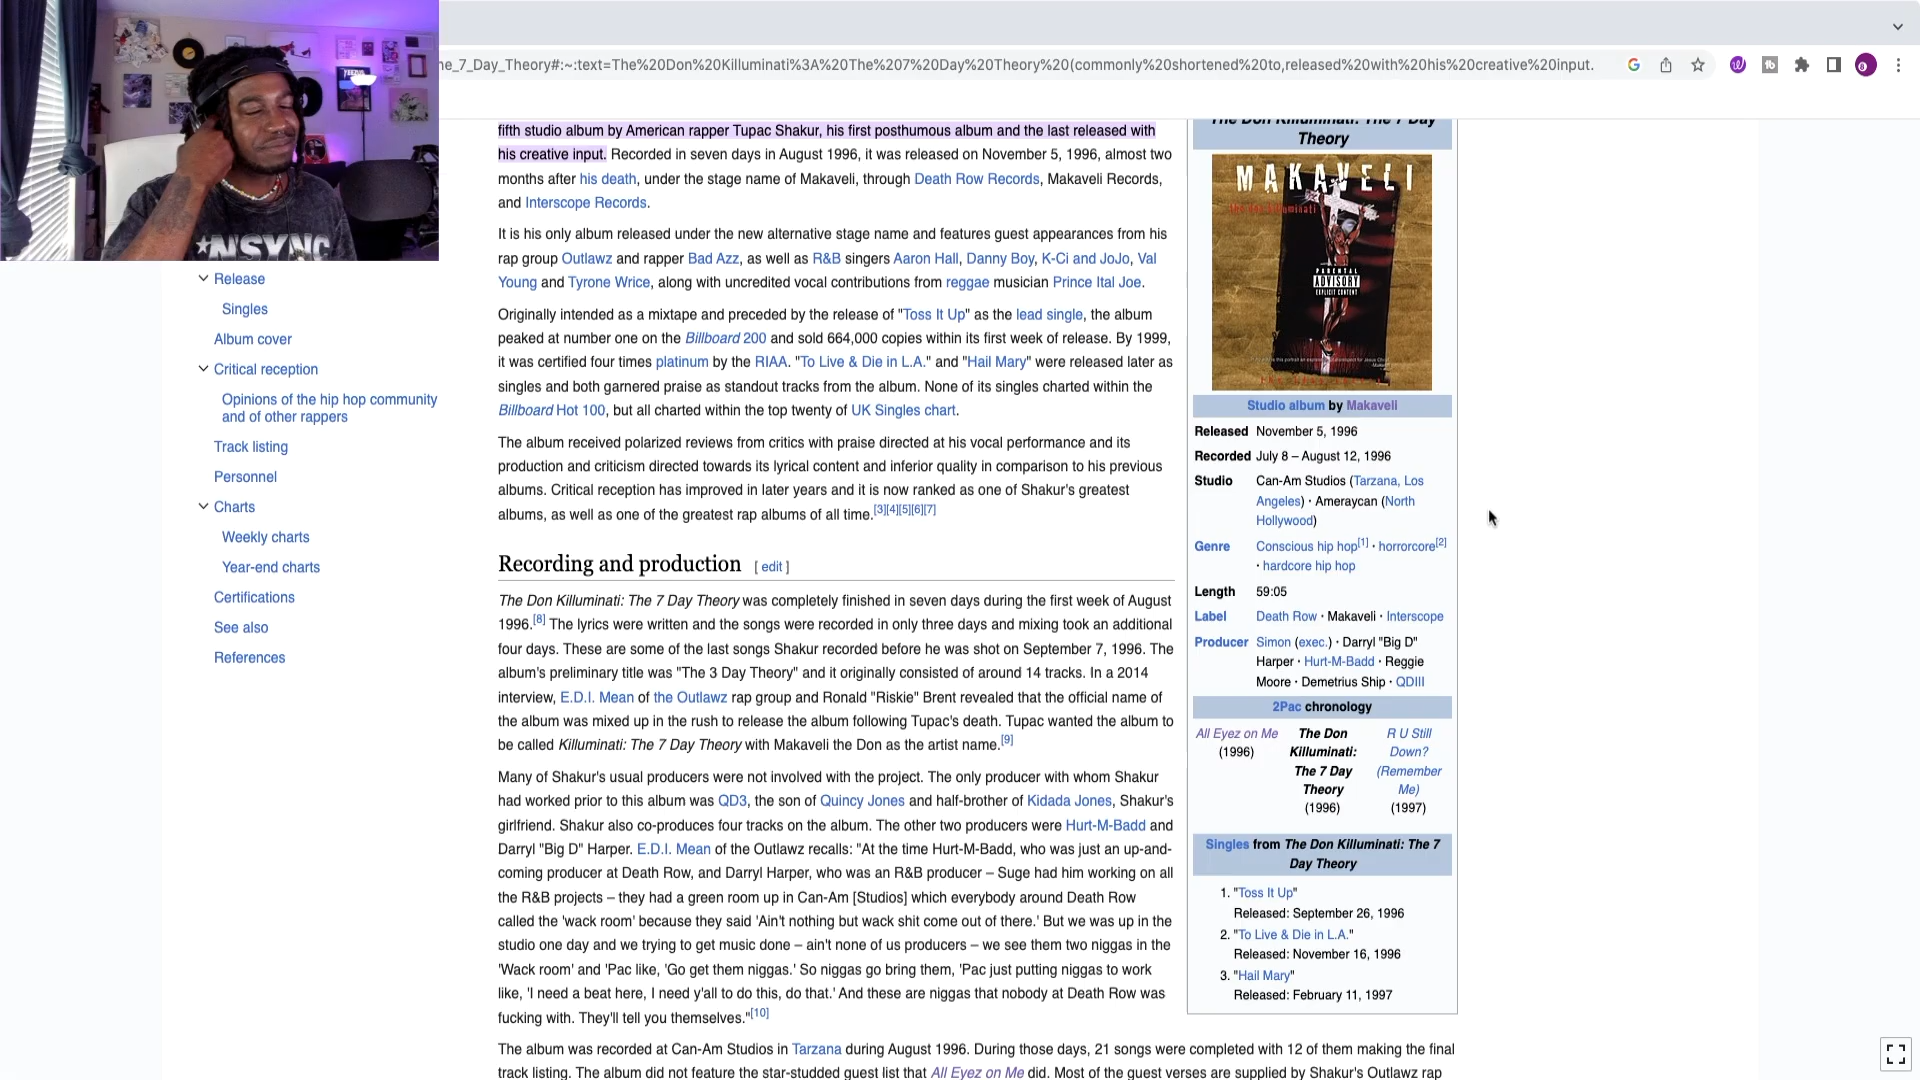 ne_7_Day_Theory#:~:text=The%20Don%20Killuminati%3A%20The%207%20Day%20Theory%20(commonly%20shortened%20to,released%20with%20his%20creative%20input.
*NSYNC
Release
Singles
Album cover
Critical reception
Opinions of the hip hop community
and of other rappers
Track listing
Personnel
Charts
Weekly charts
Year-end charts
Certifications
See also
References
fifth studio album by American rapper Tupac Shakur, his first posthumous album and the last released with
his creative input. Recorded in seven days in August 1996, it was released on November 5, 1996, almost two
months after his death, under the stage name of Makaveli, through Death Row Records, Makaveli Records,
and Interscope Records.
It is his only album released under the new alternative stage name and features guest appearances from his
rap group Outlawz and rapper Bad Azz, as well as R&B singers Aaron Hall, Danny Boy, K-Ci and JoJo, Val
Young and Tyrone Wrice, along with uncredited vocal contributions from reggae musician Prince Ital Joe.
Originally intended as a mixtape and preceded by the release of "Toss It Up" as the lead single, the album
peaked at number one on the Billboard 200 and sold 664,000 copies within its first week of release. By 1999,
it was certified four times platinum by the RIAA. "To Live & Die in L.A." and "Hail Mary" were released later as
singles and both garnered praise as standout tracks from the album. None of its singles charted within the
Billboard Hot 100, but all charted within the top twenty of UK Singles chart.
The album received polarized reviews from critics with praise directed at his vocal performance and its
production and criticism directed towards its lyrical content and inferior quality in comparison to his previous
albums. Critical reception has improved in later years and it is now ranked as one of Shakur's greatest
albums, as well as one of the greatest rap albums of all time.[3][4][5][6][7]
Recording and production [ edit ]
The Don Killuminati: The 7 Day Theory was completely finished in seven days during the first week of August
1996.[8] The lyrics were written and the songs were recorded in only three days and mixing took an additional
four days. These are some of the last songs Shakur recorded before he was shot on September 7, 1996. The
album's preliminary title was "The 3 Day Theory" and it originally consisted of around 14 tracks. In a 2014
interview, E.D.I. Mean of the Outlawz rap group and Ronald "Riskie" Brent revealed that the official name of
the album was mixed up in the rush to release the album following Tupac's death. Tupac wanted the album to
be called Killuminati: The 7 Day Theory with Makaveli the Don as the artist name.[9]
Many of Shakur's usual producers were not involved with the project. The only producer with whom Shakur
had worked prior to this album was QD3, the son of Quincy Jones and half-brother of Kidada Jones, Shakur's
girlfriend. Shakur also co-produces four tracks on the album. The other two producers were Hurt-M-Badd and
Darryl "Big D" Harper. E.D.I. Mean of the Outlawz recalls: "At the time Hurt-M-Badd, who was just an up-and-
coming producer at Death Row, and Darryl Harper, who was an R&B producer – Suge had him working on all
the R&B projects – they had a green room up in Can-Am [Studios] which everybody around Death Row
called the 'wack room' because they said 'Ain't nothing but wack shit come out of there.' But we was up in the
studio one day and we trying to get music done – ain't none of us producers – we see them two niggas in the
'Wack room' and 'Pac like, 'Go get them niggas.' So niggas go bring them, 'Pac just putting niggas to work
like, 'I need a beat here, I need y'all to do this, do that.' And these are niggas that nobody at Death Row was
fucking with. They'll tell you themselves."[10]
The album was recorded at Can-Am Studios in Tarzana during August 1996. During those days, 21 songs were completed with 12 of them making the final
track listing. The album did not feature the star-studded guest list that All Eyez on Me did. Most of the guest verses are supplied by Shakur's Outlawz rap
The Don Killuminati: The 7 Day
Theory
MAKAVELI
the don killuminati
PARENTAL
ADVISORY
EXPLICIT CONTENT
Studio album by Makaveli
Released November 5, 1996
Recorded July 8 – August 12, 1996
Studio Can-Am Studios (Tarzana, Los
Angeles) · Ameraycan (North
Hollywood)
Genre Conscious hip hop[1] · horrorcore[2]
· hardcore hip hop
Length 59:05
Label Death Row · Makaveli · Interscope
Producer Simon (exec.) · Darryl "Big D"
Harper · Hurt-M-Badd · Reggie
Moore · Demetrius Ship · QDIII
2Pac chronology
All Eyez on Me
(1996)
The Don
Killuminati:
The 7 Day
Theory
(1996)
R U Still
Down?
(Remember
Me)
(1997)
Singles from The Don Killuminati: The 7
Day Theory
1. "Toss It Up"
Released: September 26, 1996
2. "To Live & Die in L.A."
Released: November 16, 1996
3. "Hail Mary"
Released: February 11, 1997